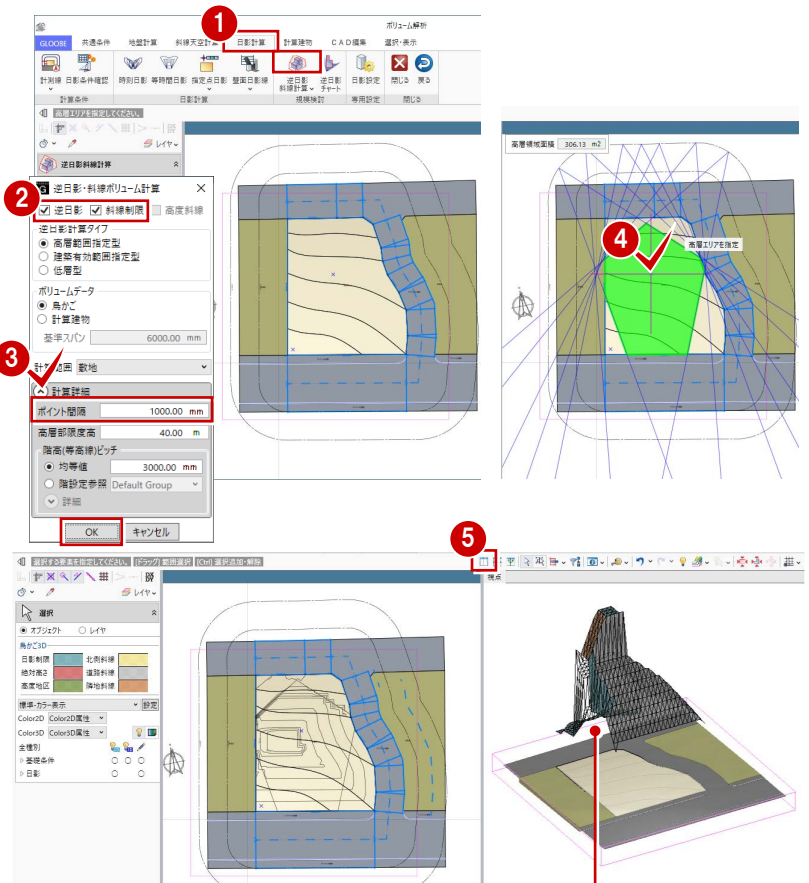 1
ボリューム解析
GLOOBE 共通条件 地盤計算 斜線天空計算 日影計算 計算建物 CAD編集 選択・表示
計測線 日影条件確認 時刻日影 等時間日影 指定点日影 壁面日影線 逆日影斜線計算 逆日影チャート 日影設定 閉じる 戻る
計算条件 日影計算 規模検討 専用設定 閉じる
高層エリアを指定してください。
レイヤ
逆日影斜線計算
2
逆日影・斜線ボリューム計算
逆日影 斜線制限 高度斜線
逆日影計算タイプ
高層範囲指定型
建築有効範囲指定型
低層型
ボリュームデータ
鳥かご
計算建物
基準スパン 6000.00 mm
3
範囲 敷地
計算詳細
ポイント間隔 1000.00 mm
高層部限度高 40.00 m
階高(等高線)ピッチ
均等値 3000.00 mm
階設定参照 Default Group
詳細
OK キャンセル
高層領域面積 306.13 m2
4
高層エリアを指定
5
選択する要素を指定してください。 [ドラッグ] 範囲選択 [Ctrl] 選択追加・解除
レイヤ
選択
オブジェクト レイヤ
鳥かご3D
日影制限 北側斜線
絶対高さ 道路斜線
高度地区 隣地斜線
標準-カラー表示 設定
Color2D Color2D属性
Color3D Color3D属性
全種別
基礎条件
日影
視点